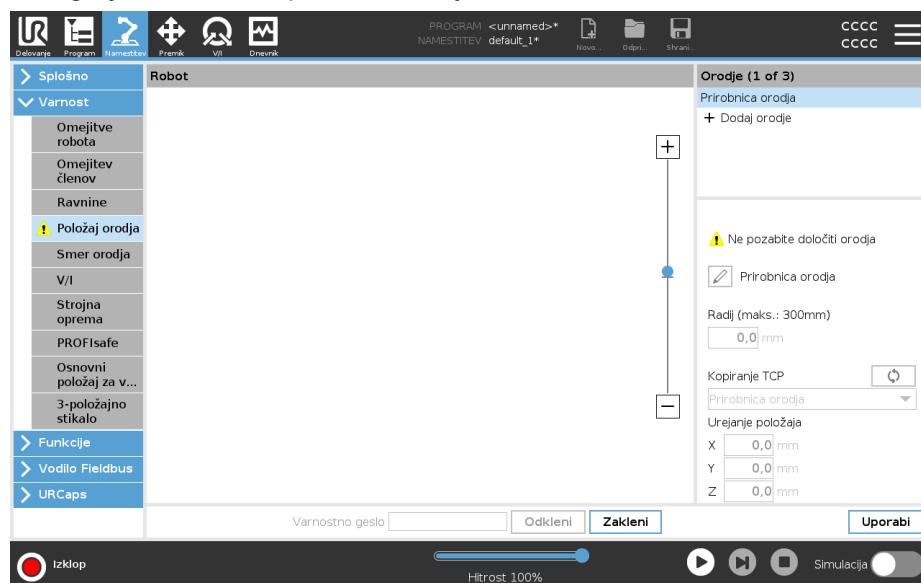 PROGRAM <unnamed>*
NAMESTITEV default_1*
Delovanje
Program
Namestitev
Premik
V/I
Dnevnik
Novo...
Odpri...
Shrani...
CCCC
CCCC
Splošno
Varnost
Omejitve
robota
Omejitev
členov
Ravnine
Položaj orodja
Smer orodja
V/I
Strojna
oprema
PROFIsafe
Osnovni
položaj za v...
3-položajno
stikalo
Funkcije
Vodilo Fieldbus
URCaps
Robot
Orodje (1 of 3)
Prirobnica orodja
+ Dodaj orodje
Ne pozabite določiti orodja
Prirobnica orodja
Radij (maks.: 300mm)
0,0 mm
Kopiranje TCP
Prirobnica orodja
Urejanje položaja
X 0,0 mm
Y 0,0 mm
Z 0,0 mm
Varnostno geslo
Odkleni
Zakleni
Uporabi
Izklop
Hitrost 100%
Simulacija